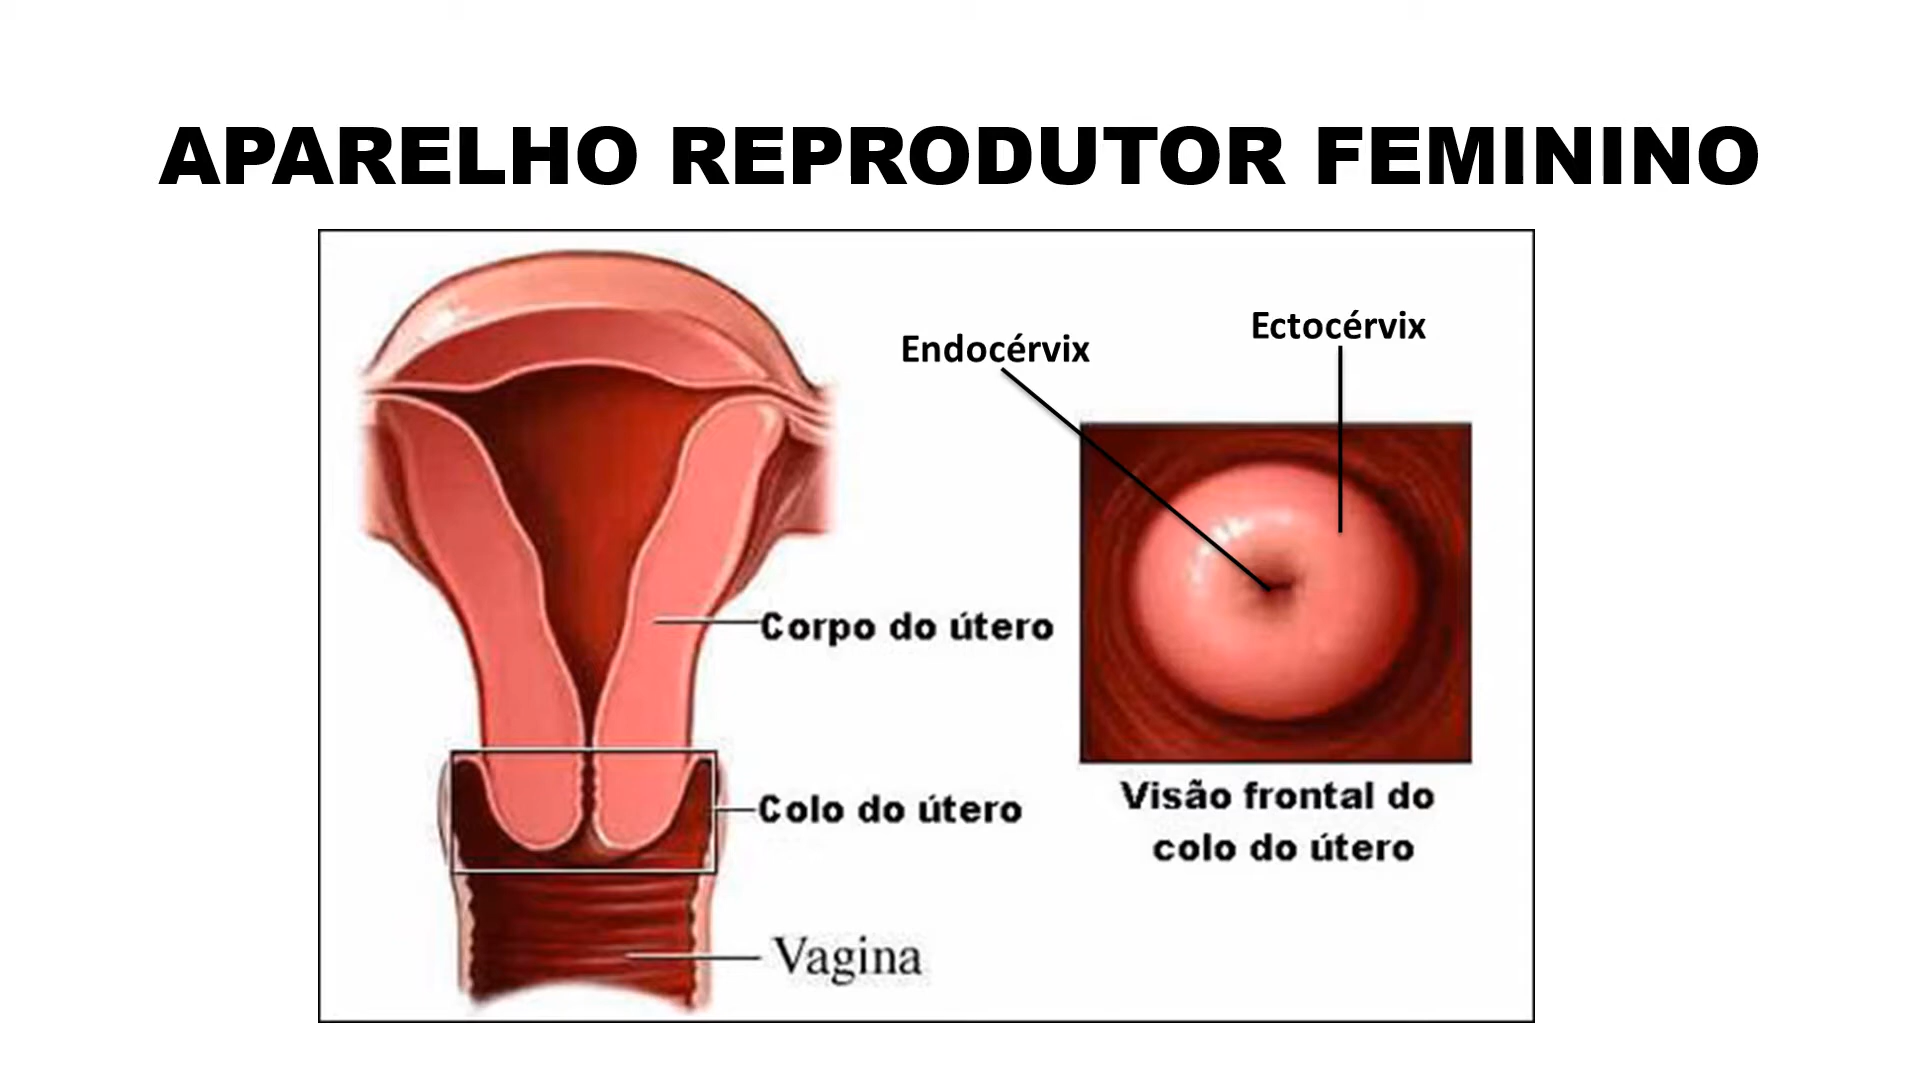 APARELHO REPRODUTOR FEMININO
Endocérvix
Ectocérvix
Corpo do útero
Colo do útero
Vagina
Visão frontal do
colo do útero